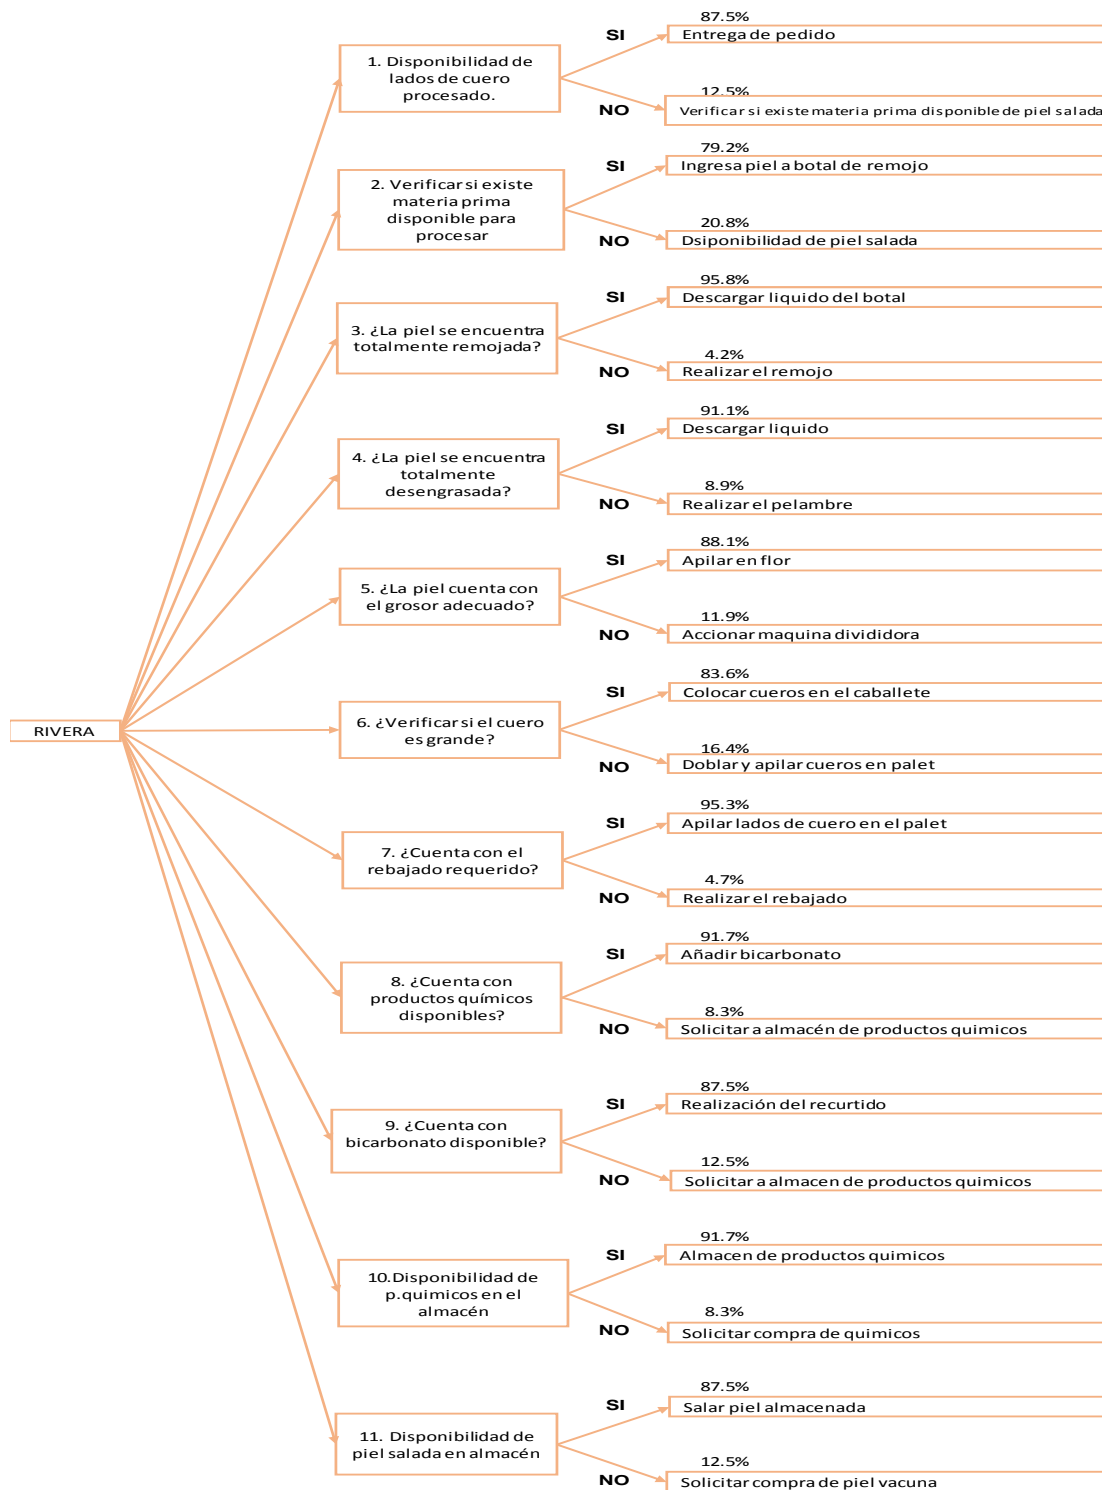 RIVERA
1. Disponibilidad de
lados de cuero
procesado.
SI
87.5%
Entrega de pedido
NO
12.5%
Verificar si existe materia prima disponible de piel salada
2. Verificar si existe
materia prima
disponible para
procesar
SI
79.2%
Ingresa piel a botal de remojo
NO
20.8%
Dsiponibilidad de piel salada
3. ¿La piel se encuentra
totalmente remojada?
SI
95.8%
Descargar liquido del botal
NO
4.2%
Realizar el remojo
4. ¿La piel se encuentra
totalmente
desengrasada?
SI
91.1%
Descargar liquido
NO
8.9%
Realizar el pelambre
5. ¿La piel cuenta con
el grosor adecuado?
SI
88.1%
Apilar en flor
NO
11.9%
Accionar maquina divididora
6. ¿Verificar si el cuero
es grande?
SI
83.6%
Colocar cueros en el caballete
NO
16.4%
Doblar y apilar cueros en palet
7. ¿Cuenta con el
rebajado requerido?
SI
95.3%
Apilar lados de cuero en el palet
NO
4.7%
Realizar el rebajado
8. ¿Cuenta con
productos químicos
disponibles?
SI
91.7%
Añadir bicarbonato
NO
8.3%
Solicitar a almacén de productos quimicos
9. ¿Cuenta con
bicarbonato disponible?
SI
87.5%
Realización del recurtido
NO
12.5%
Solicitar a almacen de productos quimicos
10.Disponibilidad de
p.quimicos en el
almacén
SI
91.7%
Almacen de productos quimicos
NO
8.3%
Solicitar compra de quimicos
11. Disponibilidad de
piel salada en almacén
SI
87.5%
Salar piel almacenada
NO
12.5%
Solicitar compra de piel vacuna